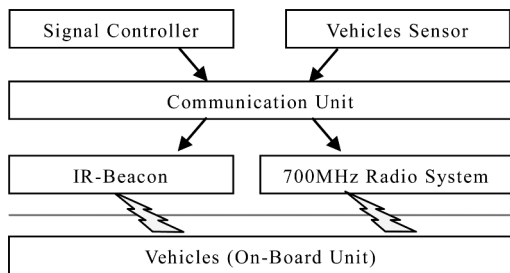 Signal Controller
Vehicles Sensor
Communication Unit
IR-Beacon
700MHz Radio System
Vehicles (On-Board Unit)